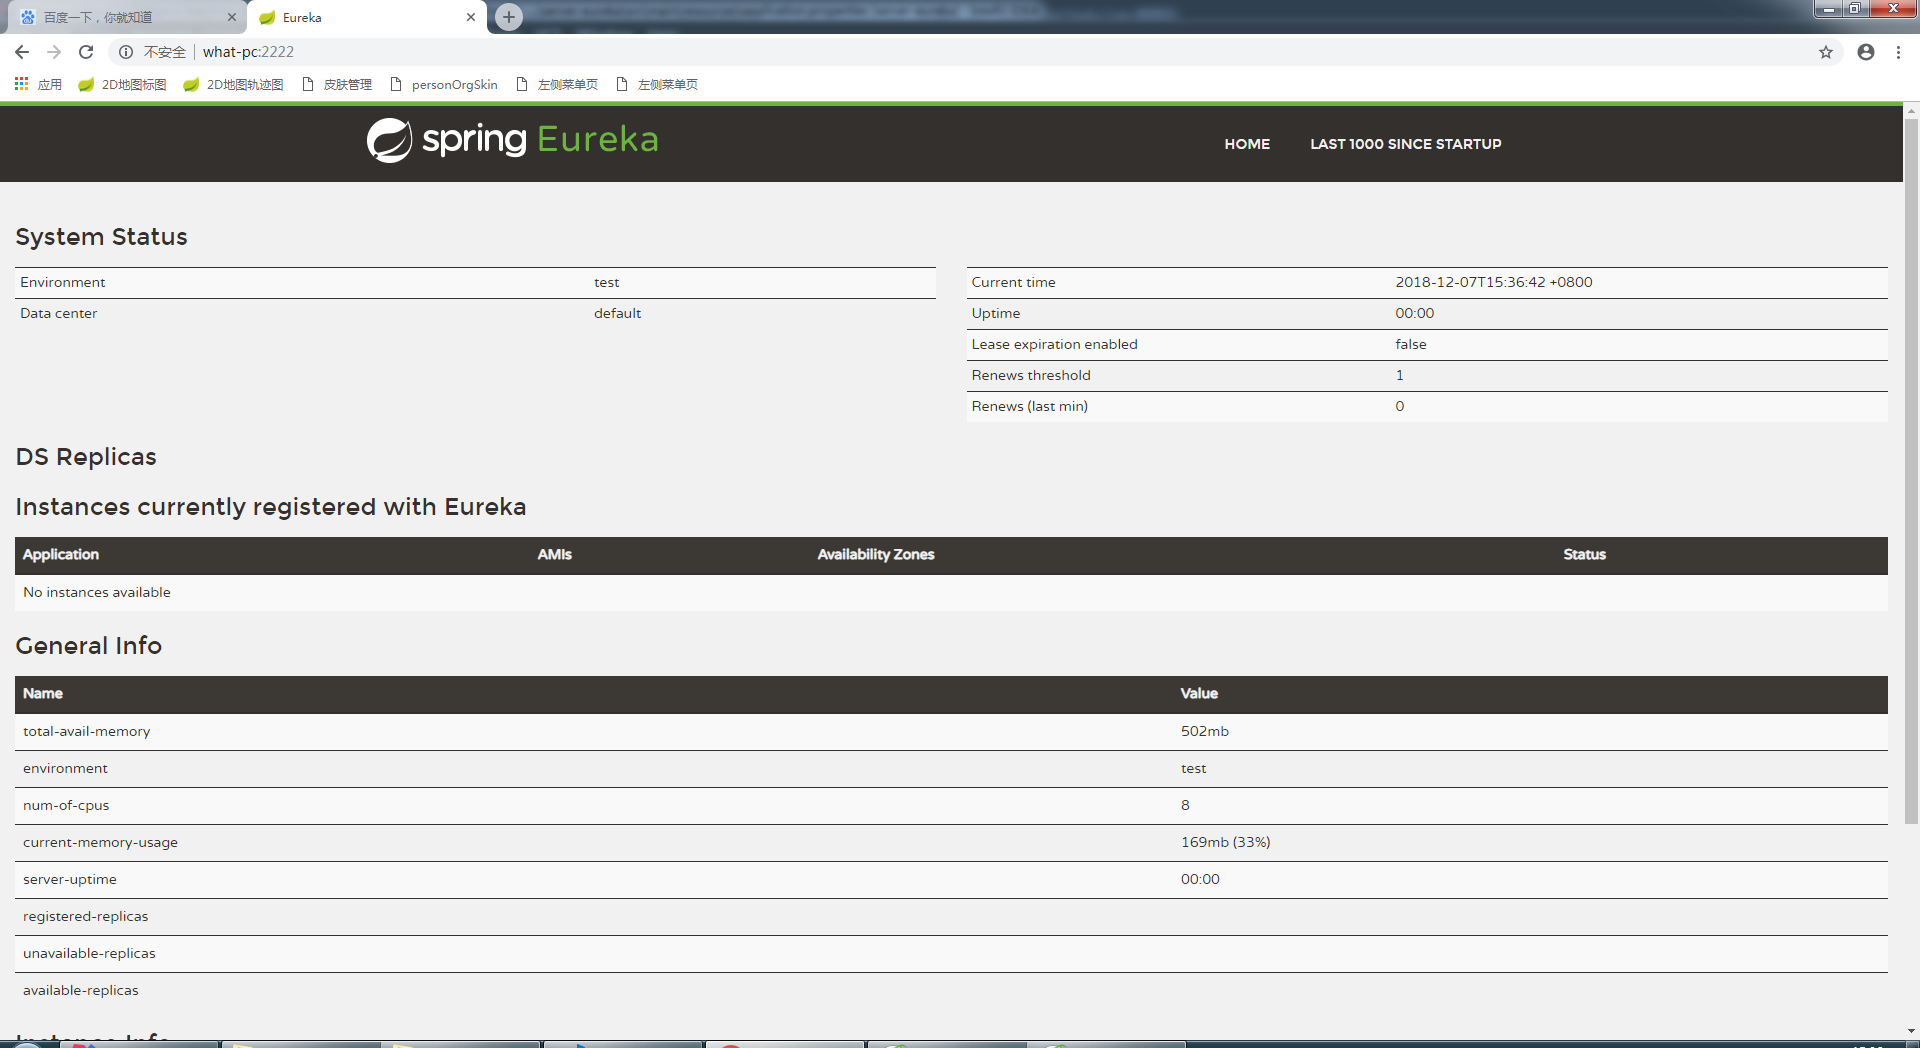 百度一下，你就知道
Eureka
不安全 what-pc:2222
应用 2D地图标图 2D地图轨迹图 皮肤管理 personOrgSkin 左侧菜单页 左侧菜单页
spring Eureka HOME LAST 1000 SINCE STARTUP
System Status
Environment test
Data center default
Current time 2018-12-07T15:36:42 +0800
Uptime 00:00
Lease expiration enabled false
Renews threshold 1
Renews (last min) 0
DS Replicas
Instances currently registered with Eureka
Application AMIs Availability Zones Status
No instances available
General Info
Name Value
total-avail-memory 502mb
environment test
num-of-cpus 8
current-memory-usage 169mb (33%)
server-uptime 00:00
registered-replicas
unavailable-replicas
available-replicas
Instance Info